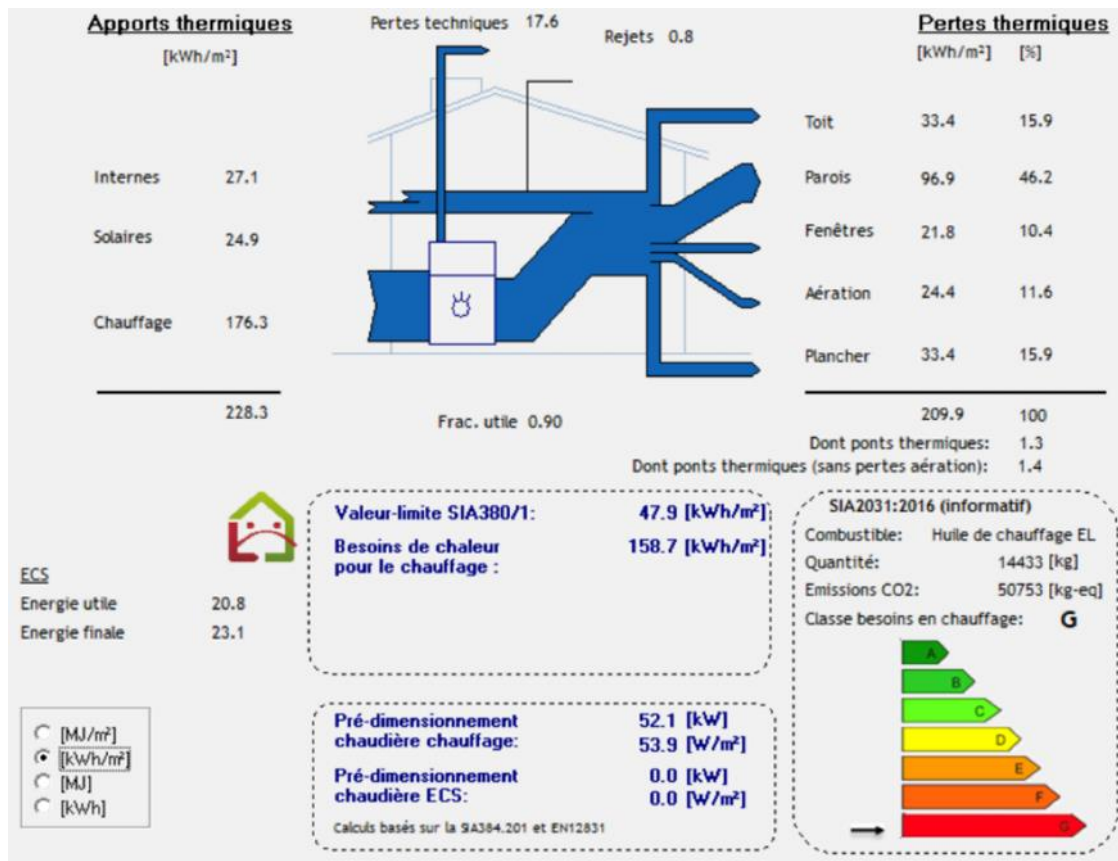 Apports thermiques
[kWh/m²]
Internes 27.1
Solaires 24.9
Chauffage 176.3
228.3
Pertes techniques 17.6
Rejets 0.8
Frac. utile 0.90
Pertes thermiques
[kWh/m²] [%]
Toit 33.4 15.9
Parois 96.9 46.2
Fenêtres 21.8 10.4
Aération 24.4 11.6
Plancher 33.4 15.9
209.9 100
Dont ponts thermiques: 1.3
Dont ponts thermiques (sans pertes aération): 1.4
ECS
Energie utile 20.8
Energie finale 23.1
[MJ/m²]
[kWh/m²]
[MJ]
[kWh]
Valeur-limite SIA380/1: 47.9 [kWh/m²]
Besoins de chaleur 158.7 [kWh/m²]
pour le chauffage :
Pré-dimensionnement 52.1 [kW]
chaudière chauffage: 53.9 [W/m²]
Pré-dimensionnement 0.0 [kW]
chaudière ECS: 0.0 [W/m²]
Calculs basés sur la SIA384.201 et EN12831
SIA2031:2016 (informatif)
Combustible: Huile de chauffage EL
Quantité: 14433 [kg]
Emissions CO2: 50753 [kg-eq]
Classe besoins en chauffage: G
A
B
C
D
E
F
G